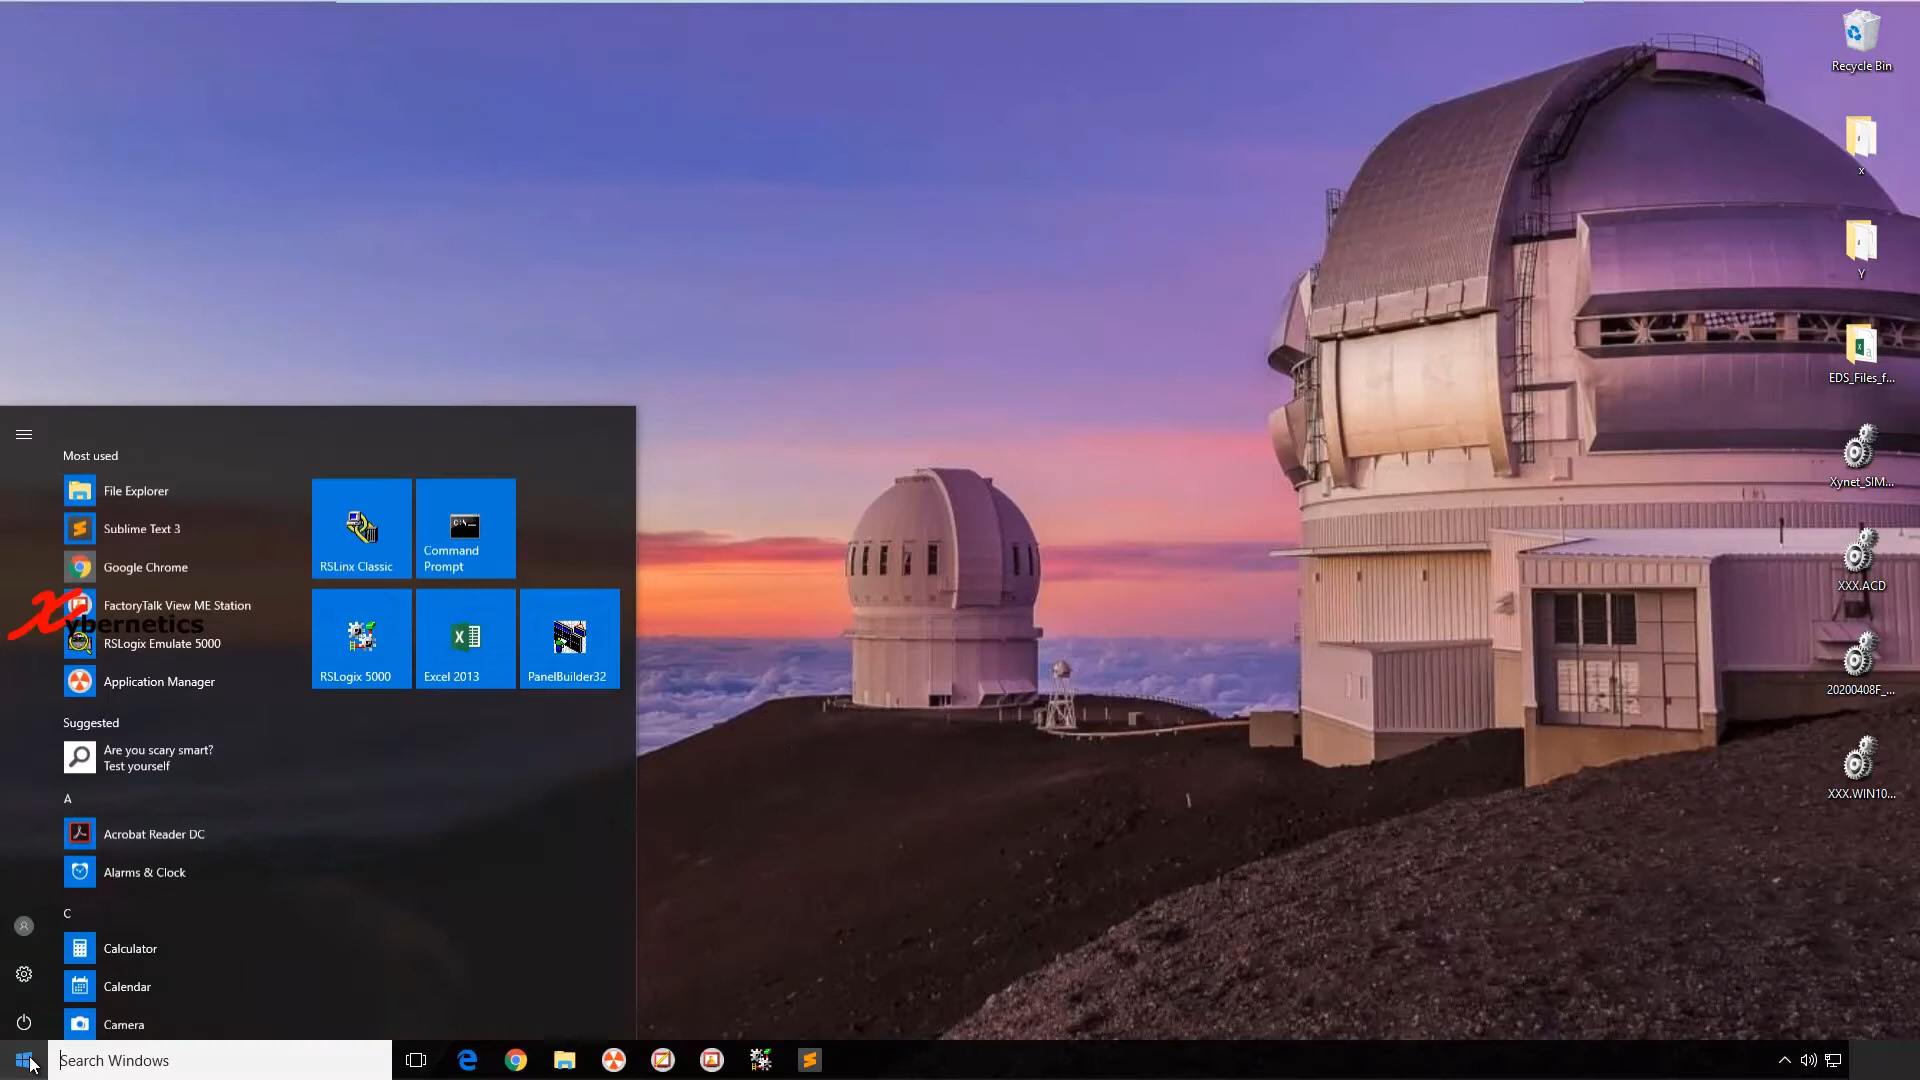 Recycle Bin
x
Y
EDS_Files_f...
Xynet_SIM...
XXX.ACD
20200408F_...
XXX.WIN10...
Most used
File Explorer
Sublime Text 3
Google Chrome
FactoryTalk View ME Station
Xybernetics
RSLogix Emulate 5000
Application Manager
Suggested
Are you scary smart?
Test yourself
A
Acrobat Reader DC
Alarms & Clock
C
Calculator
Calendar
Camera
RSLinx Classic
C:\_
Command
Prompt
RSLogix 5000
Excel 2013
PanelBuilder32
Search Windows